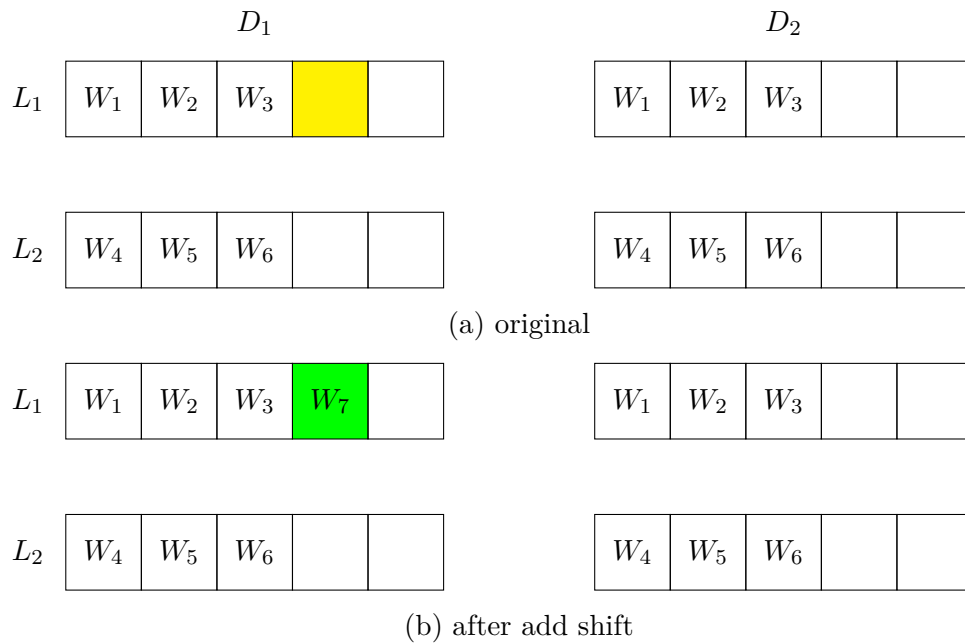 D₁ D₂
L₁ W₁ W₂ W₃ W₁ W₂ W₃
L₂ W₄ W₅ W₆ W₄ W₅ W₆
(a) original
L₁ W₁ W₂ W₃ W₇ W₁ W₂ W₃
L₂ W₄ W₅ W₆ W₄ W₅ W₆
(b) after add shift